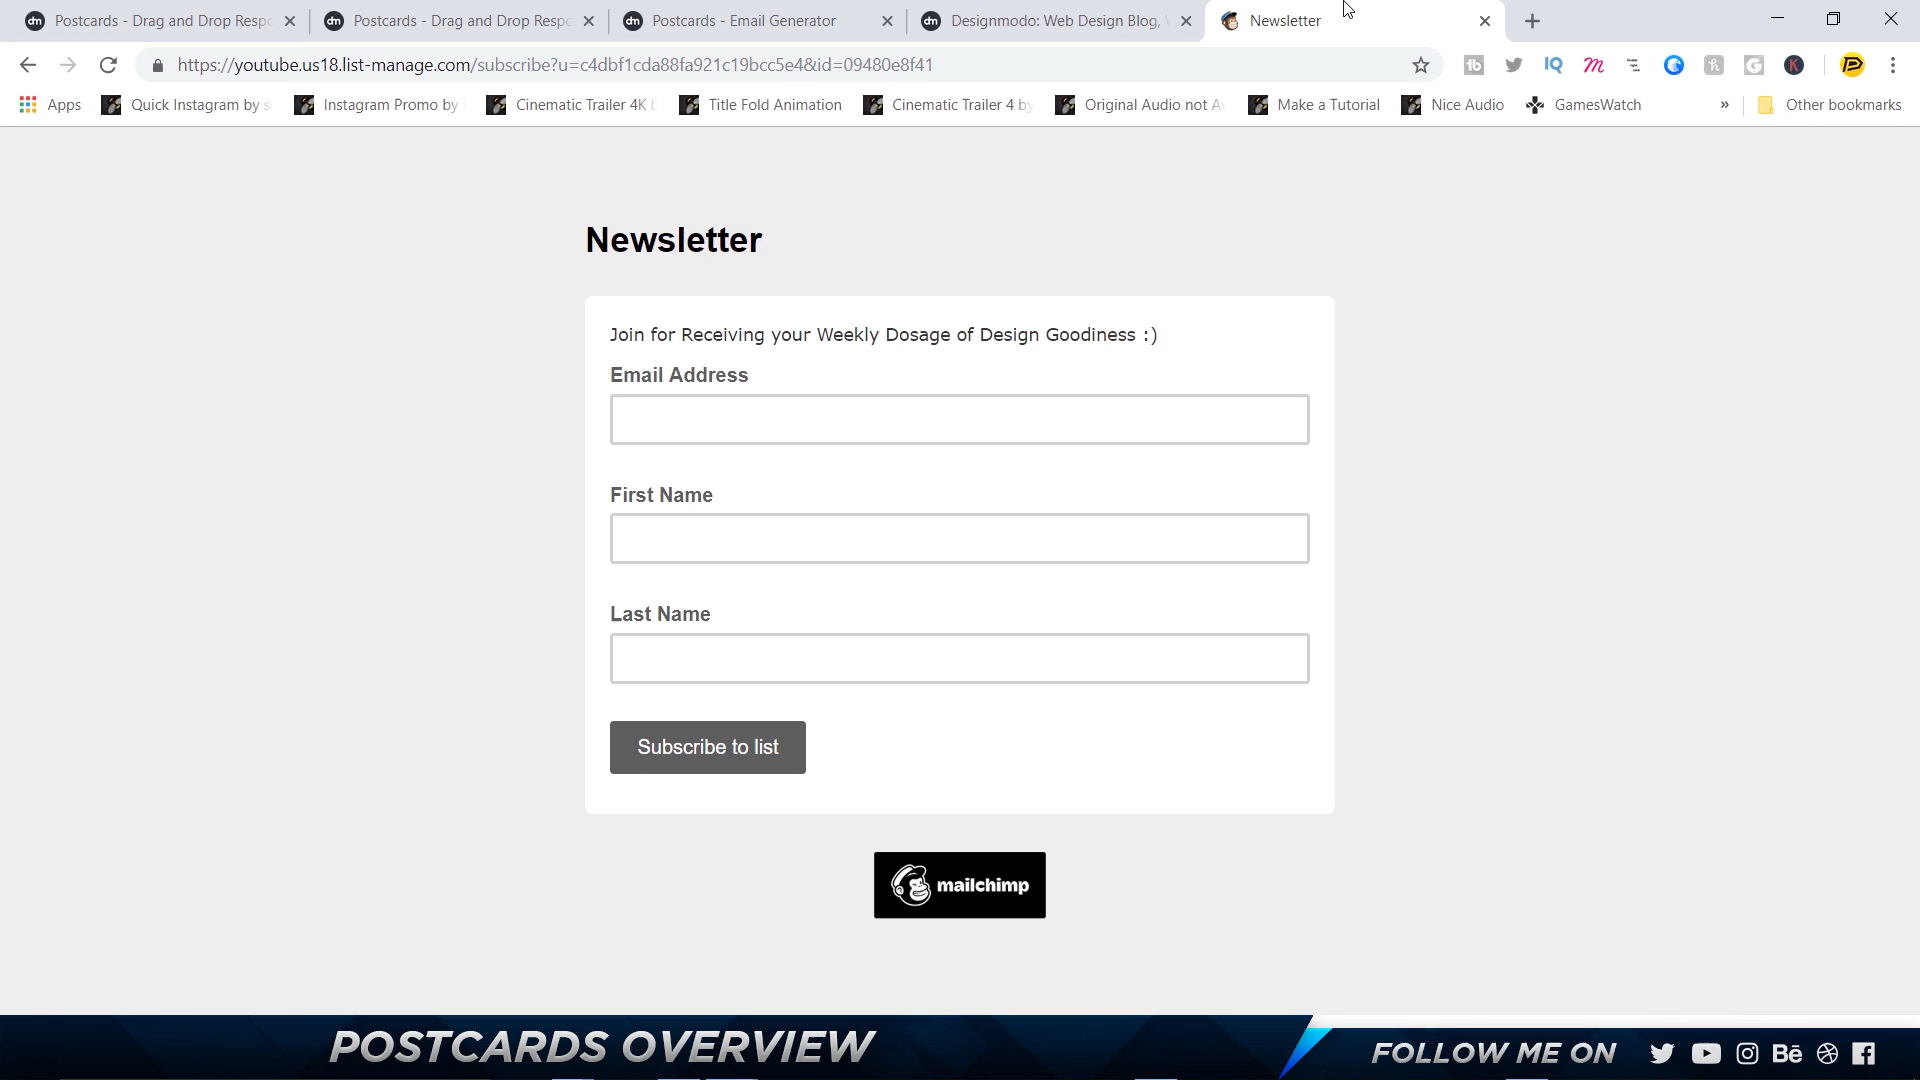 Postcards - Drag and Drop Respo
Postcards - Drag and Drop Respo
Postcards - Email Generator
Designmodo: Web Design Blog,
Newsletter
https://youtube.us18.list-manage.com/subscribe?u=c4dbf1cda88fa921c19bcc5e4&id=09480e8f41
Apps
Quick Instagram by s
Instagram Promo by
Cinematic Trailer 4K b
Title Fold Animation
Cinematic Trailer 4 by
Original Audio not Av
Make a Tutorial
Nice Audio
GamesWatch
»
Other bookmarks
Newsletter
Join for Receiving your Weekly Dosage of Design Goodiness :)
Email Address
First Name
Last Name
Subscribe to list
mailchimp
POSTCARDS OVERVIEW
FOLLOW ME ON